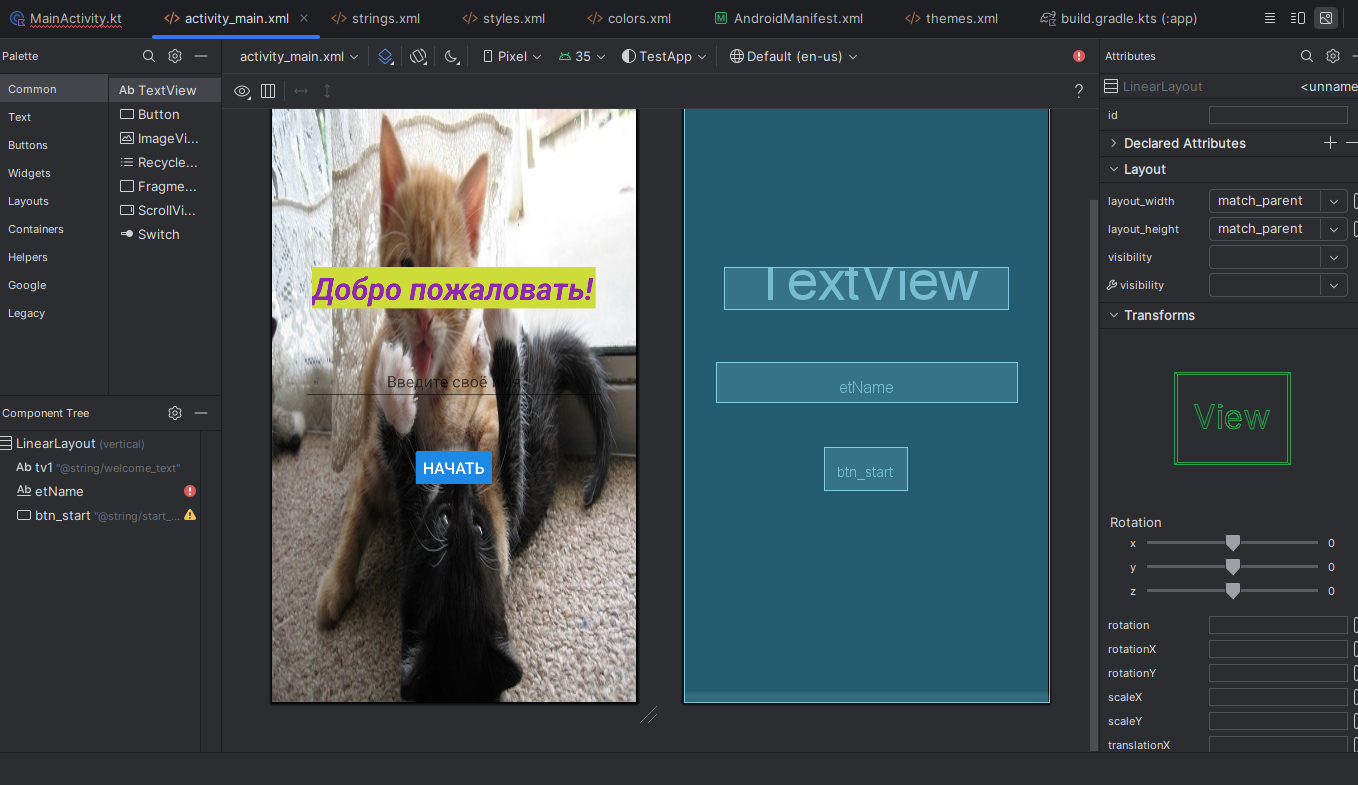 MainActivity.kt
activity_main.xml
strings.xml
styles.xml
colors.xml
AndroidManifest.xml
themes.xml
build.gradle.kts (:app)
Palette
activity_main.xml
Pixel
35
TestApp
Default (en-us)
Attributes
Common
Text
Buttons
Widgets
Layouts
Containers
Helpers
Google
Legacy
Ab TextView
Button
ImageVi...
Recycle...
Fragme...
ScrollVi...
Switch
?
Component Tree
LinearLayout (vertical)
Ab tv1 "@string/welcome_text"
Ab etName
btn_start "@string/start_...
Добро пожаловать!
Введите своё имя
НАЧАТЬ
TextView
etName
btn_start
LinearLayout <unname
id
Declared Attributes
Layout
layout_width match_parent
layout_height match_parent
visibility
visibility
Transforms
View
Rotation
x 0
y 0
z 0
rotation
rotationX
rotationY
scaleX
scaleY
translationX